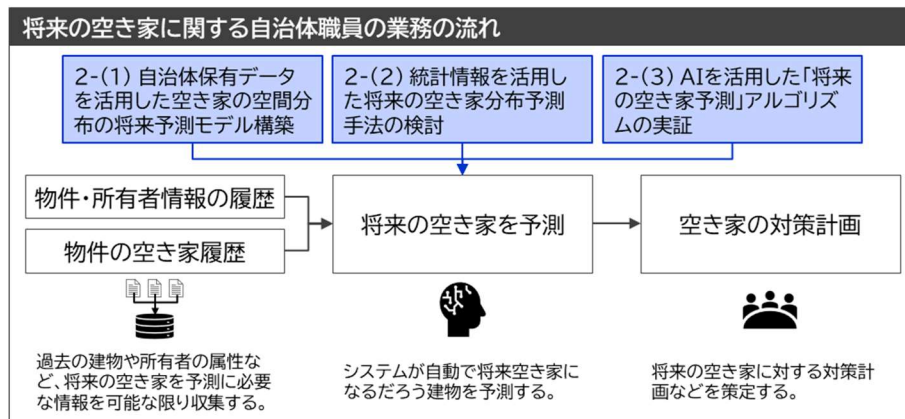 将来の空き家に関する自治体職員の業務の流れ
2-(1) 自治体保有データ
を活用した空き家の空間分
布の将来予測モデル構築
2-(2) 統計情報を活用し
た将来の空き家分布予測
手法の検討
2-(3) AIを活用した「将来
の空き家予測」アルゴリズ
ムの実証
物件・所有者情報の履歴
物件の空き家履歴
将来の空き家を予測
空き家の対策計画
過去の建物や所有者の属性な
ど、将来の空き家を予測に必要
な情報を可能な限り収集する。
システムが自動で将来空き家に
なるだろう建物を予測する。
将来の空き家に対する対策計
画などを策定する。